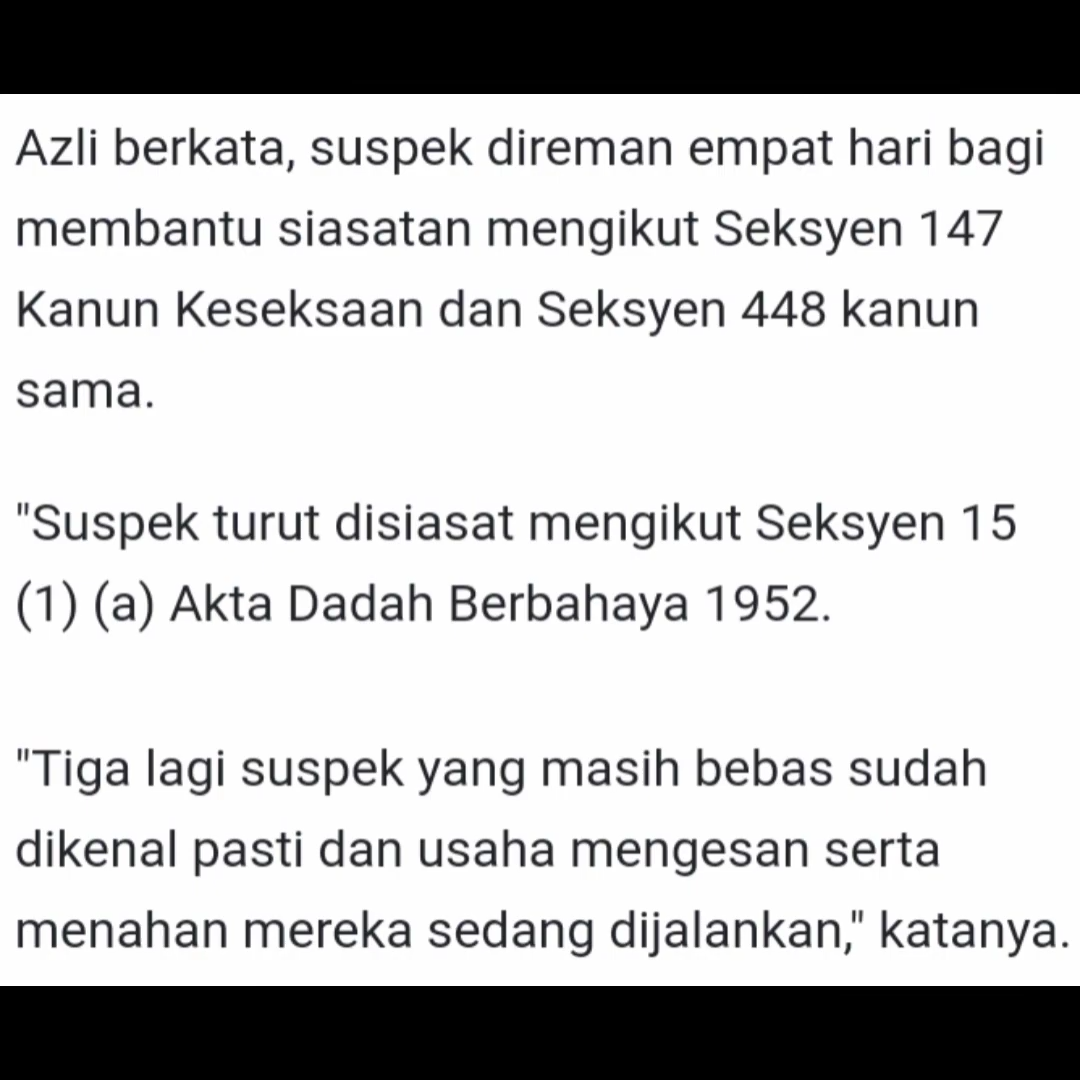 Azli berkata, suspek direman empat hari bagi
membantu siasatan mengikut Seksyen 147
Kanun Keseksaan dan Seksyen 448 kanun
sama.
"Suspek turut disiasat mengikut Seksyen 15
(1) (a) Akta Dadah Berbahaya 1952.
"Tiga lagi suspek yang masih bebas sudah
dikenal pasti dan usaha mengesan serta
menahan mereka sedang dijalankan," katanya.